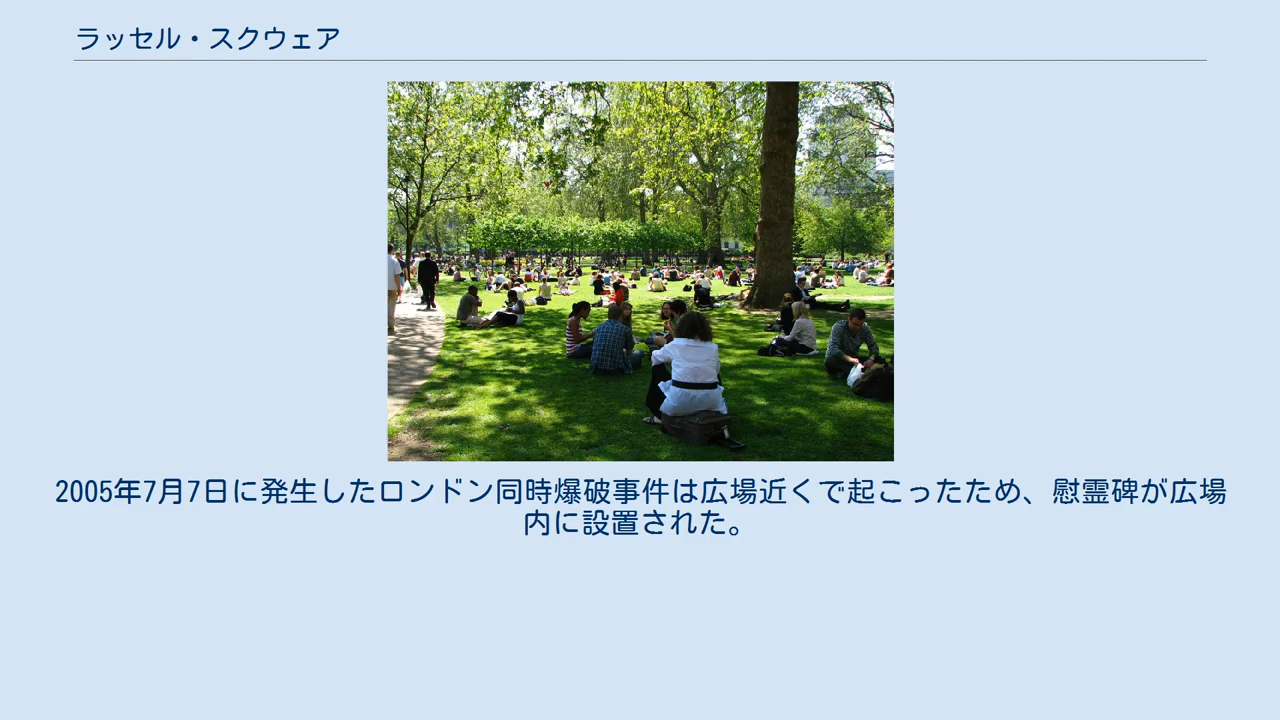 ラッセル・スクウェア
2005年7月7日に発生したロンドン同時爆破事件は広場近くで起こったため、慰霊碑が広場
内に設置された。